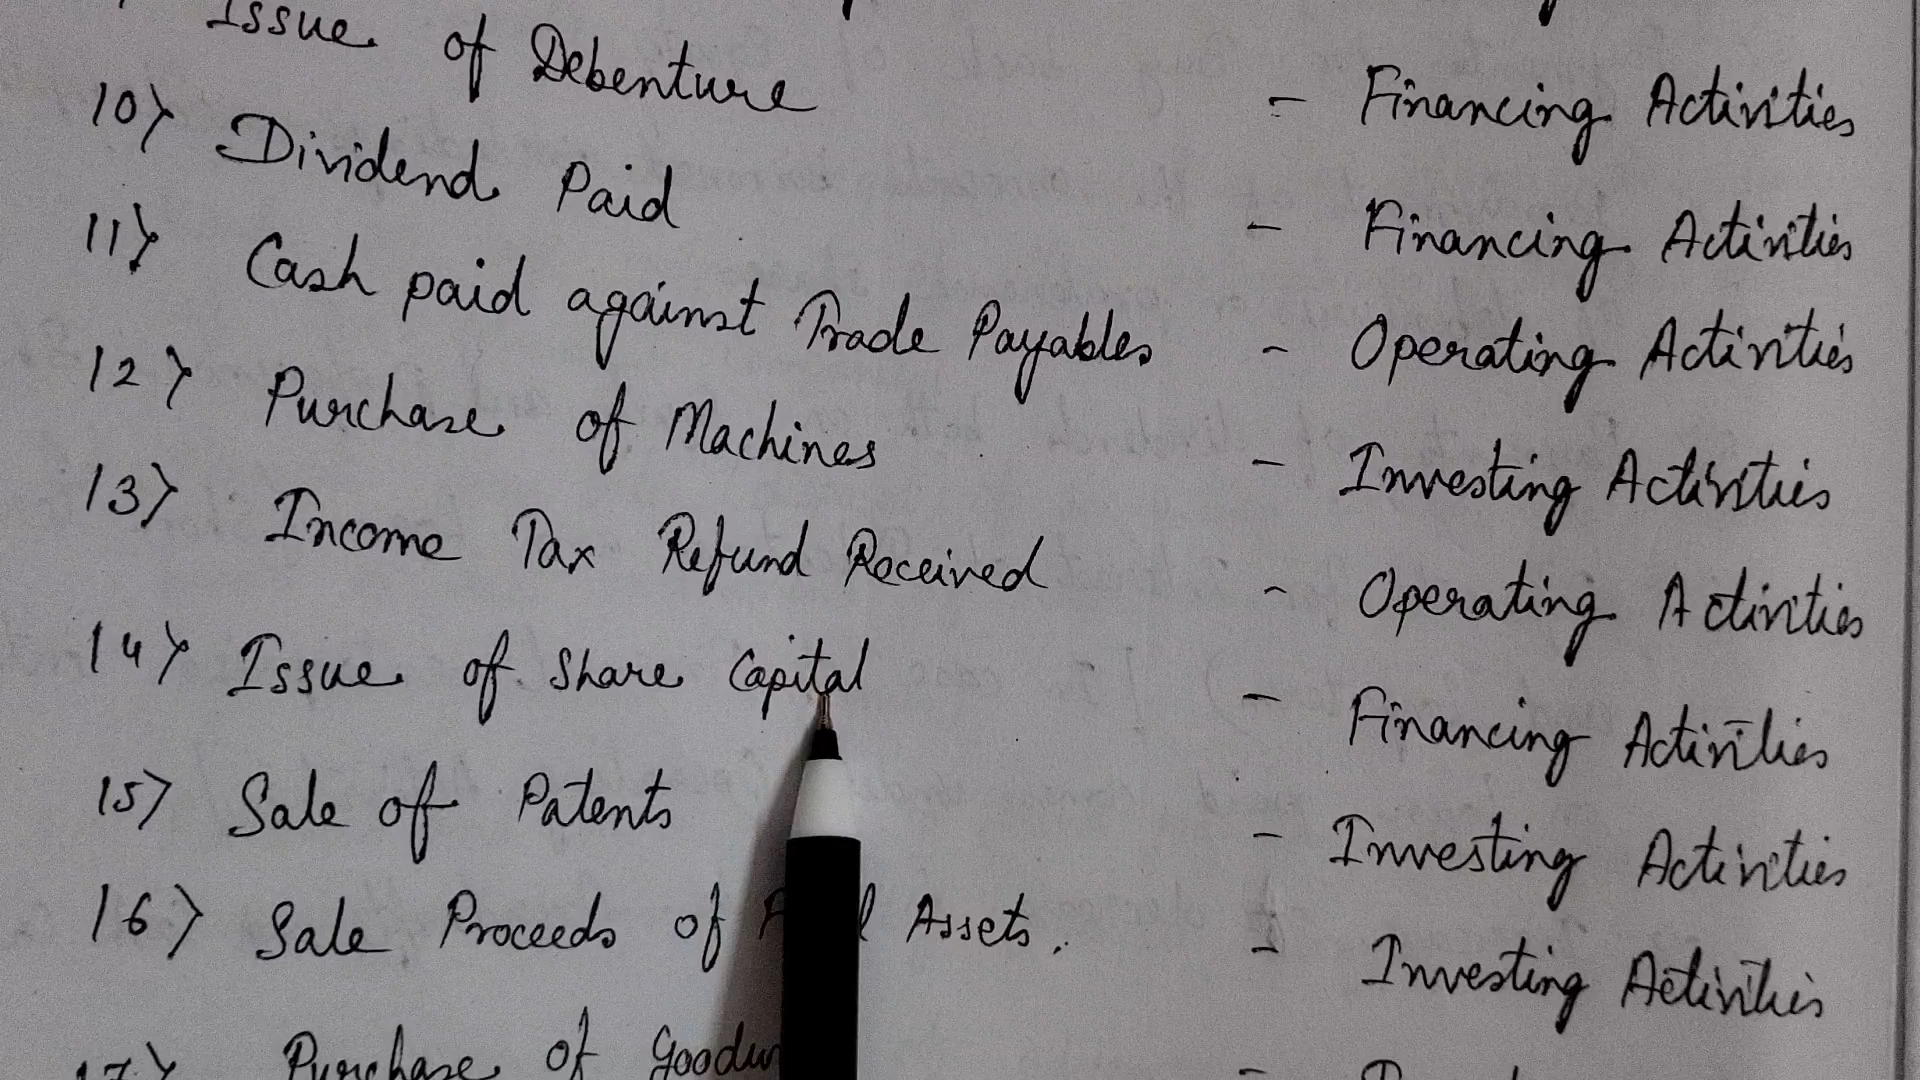 Issue of Debenture - Financing Activities
10) Dividend Paid - Financing Activities
11) Cash paid against Trade Payables - Operating Activities
12) Purchase of Machines - Investing Activities
13) Income Tax Refund Received - Operating Activities
14) Issue of Share Capital - Financing Activities
15) Sale of Patents - Investing Activities
16) Sale Proceeds of Assets. - Investing Activities
17) Purchase of -